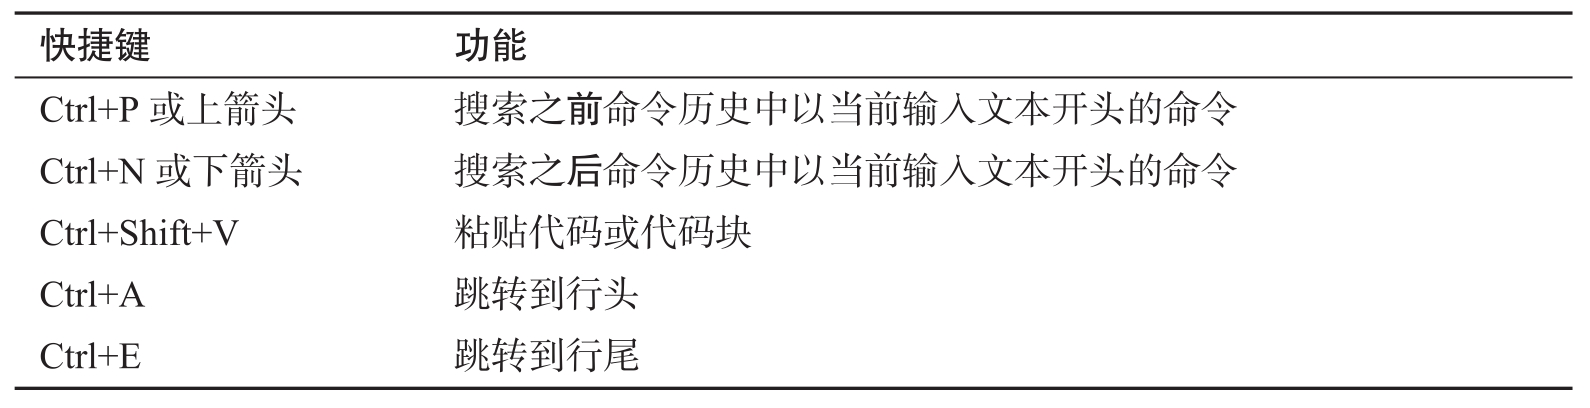 快捷键 功能
Ctrl+P 或上箭头 搜索之前命令历史中以当前输入文本开头的命令
Ctrl+N 或下箭头 搜索之后命令历史中以当前输入文本开头的命令
Ctrl+Shift+V 粘贴代码或代码块
Ctrl+A 跳转到行头
Ctrl+E 跳转到行尾